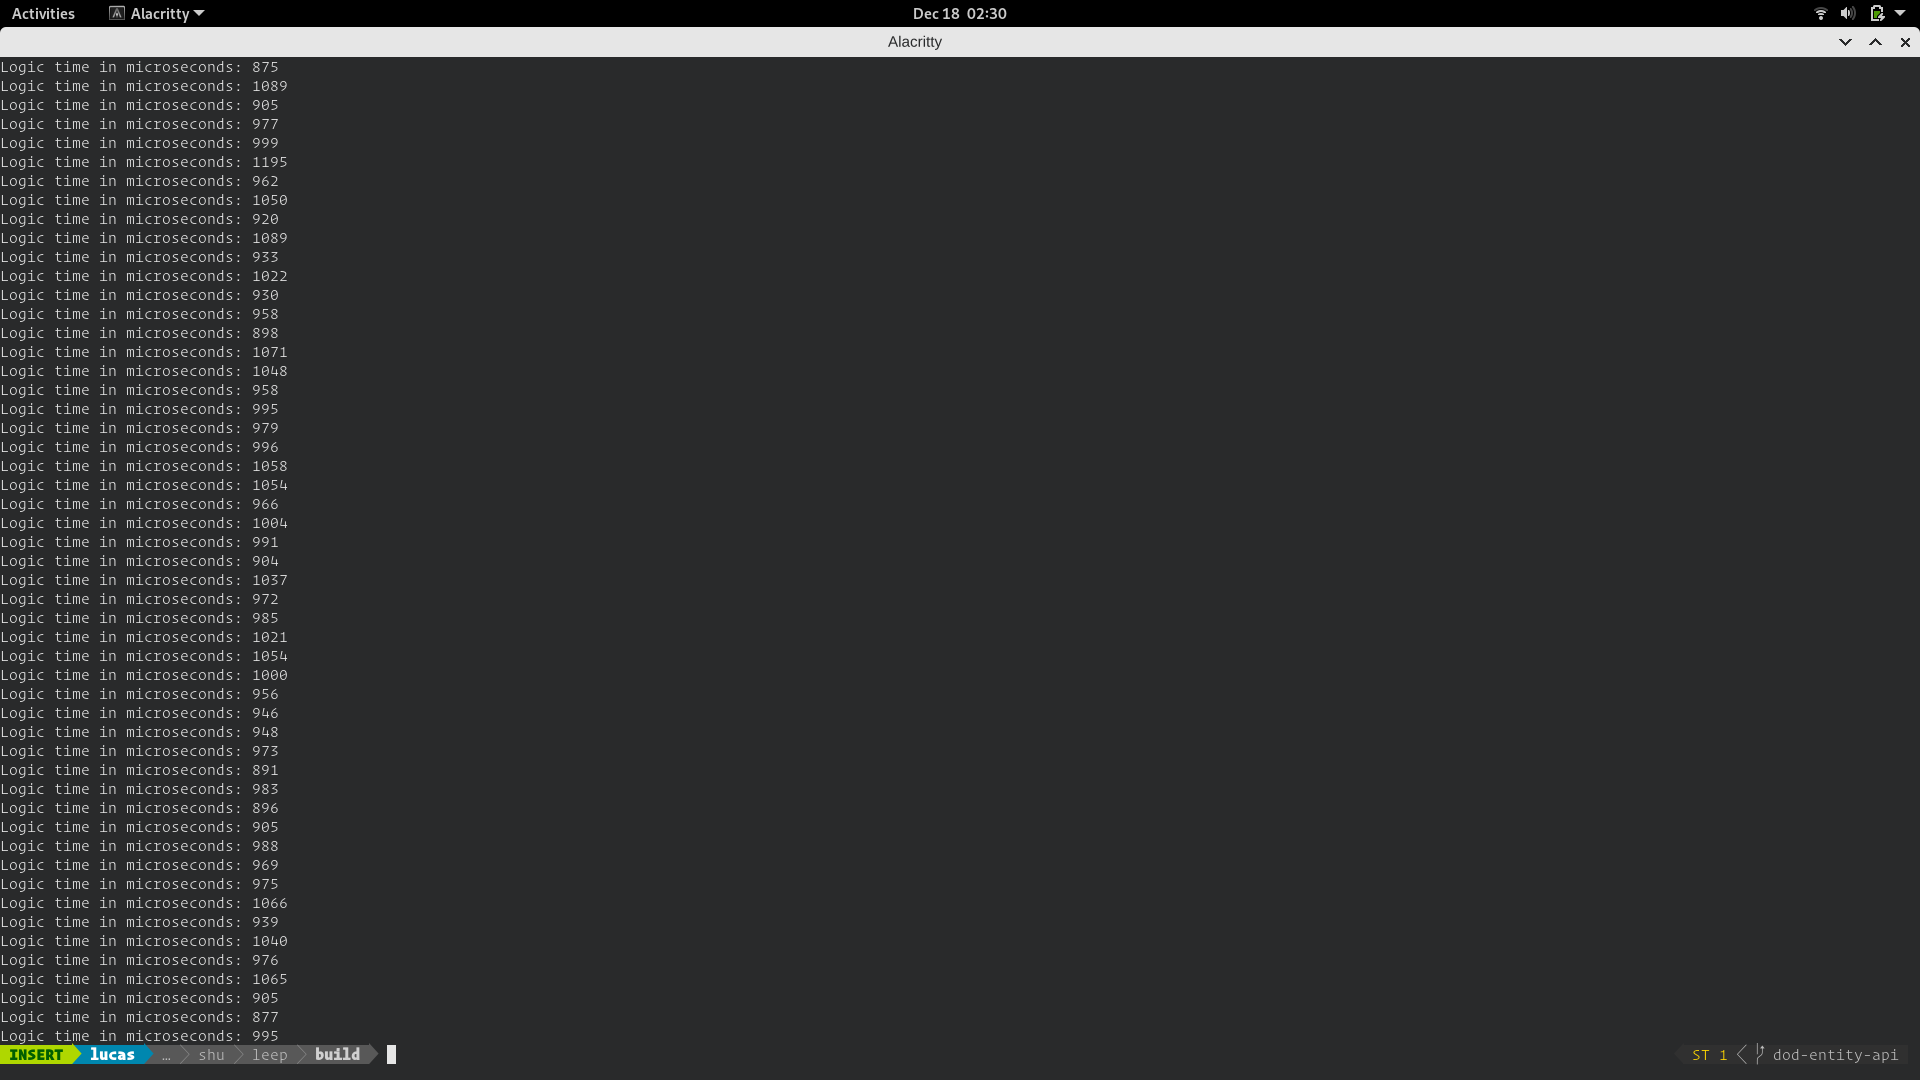 Activities Alacritty Dec 18 02:30
Alacritty
Logic time in microseconds: 875
Logic time in microseconds: 1089
Logic time in microseconds: 905
Logic time in microseconds: 977
Logic time in microseconds: 999
Logic time in microseconds: 1195
Logic time in microseconds: 962
Logic time in microseconds: 1050
Logic time in microseconds: 920
Logic time in microseconds: 1089
Logic time in microseconds: 933
Logic time in microseconds: 1022
Logic time in microseconds: 930
Logic time in microseconds: 958
Logic time in microseconds: 898
Logic time in microseconds: 1071
Logic time in microseconds: 1048
Logic time in microseconds: 958
Logic time in microseconds: 995
Logic time in microseconds: 979
Logic time in microseconds: 996
Logic time in microseconds: 1058
Logic time in microseconds: 1054
Logic time in microseconds: 966
Logic time in microseconds: 1004
Logic time in microseconds: 991
Logic time in microseconds: 904
Logic time in microseconds: 1037
Logic time in microseconds: 972
Logic time in microseconds: 985
Logic time in microseconds: 1021
Logic time in microseconds: 1054
Logic time in microseconds: 1000
Logic time in microseconds: 956
Logic time in microseconds: 946
Logic time in microseconds: 948
Logic time in microseconds: 973
Logic time in microseconds: 891
Logic time in microseconds: 983
Logic time in microseconds: 896
Logic time in microseconds: 905
Logic time in microseconds: 988
Logic time in microseconds: 969
Logic time in microseconds: 975
Logic time in microseconds: 1066
Logic time in microseconds: 939
Logic time in microseconds: 1040
Logic time in microseconds: 976
Logic time in microseconds: 1065
Logic time in microseconds: 905
Logic time in microseconds: 877
Logic time in microseconds: 995
INSERT lucas … shu leep build ST 1 dod-entity-api